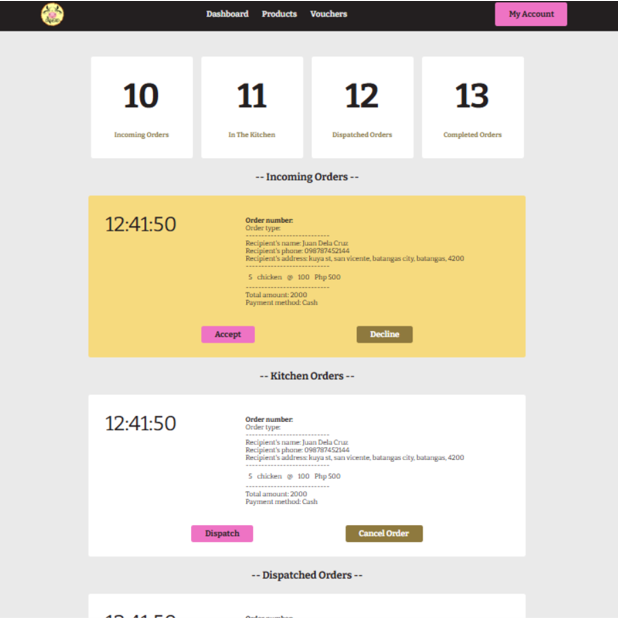 Dashboard Products Vouchers My Account
10 11 12 13
Incoming Orders In The Kitchen Dispatched Orders Completed Orders
-- Incoming Orders --
12:41:50
Order number:
Order type:
----------------------------
Recipient's name: Juan Dela Cruz
Recipient's phone: 098787452144
Recipient's address: kuya st, san vicente, batangas city, batangas, 4200
----------------------------
5 chicken @ 100 Php 500
----------------------------
Total amount: 2000
Payment method: Cash
Accept Decline
-- Kitchen Orders --
12:41:50
Order number:
Order type:
----------------------------
Recipient's name: Juan Dela Cruz
Recipient's phone: 098787452144
Recipient's address: kuya st, san vicente, batangas city, batangas, 4200
----------------------------
5 chicken @ 100 Php 500
----------------------------
Total amount: 2000
Payment method: Cash
Dispatch Cancel Order
-- Dispatched Orders --
12:41:50
Order number: